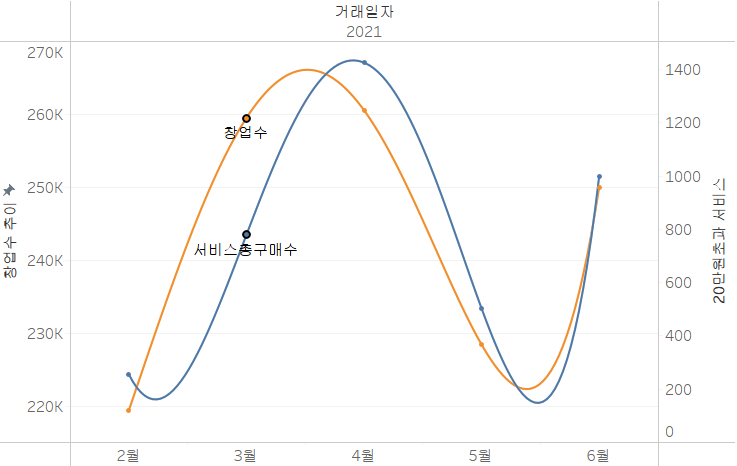 거래일자
2021
270K
260K
250K
240K
230K
220K
창업수 추이
1400
1200
1000
800
600
400
200
0
20만원초과 서비스
창업수
서비스총구매수
2월
3월
4월
5월
6월